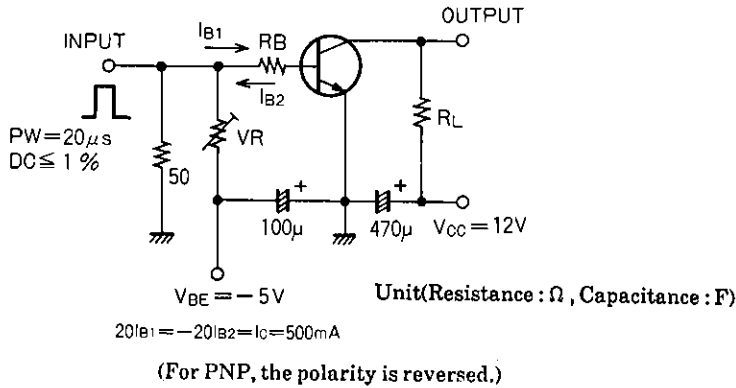 OUTPUT
INPUT
IB1
RB
IB2
PW=20μs
DC≦1%
50
VR
RL
+
100μ
+
470μ
VCC=12V
VBE=−5V
Unit(Resistance : Ω, Capacitance : F)
20IB1=−20IB2=IC=500mA
(For PNP, the polarity is reversed.)